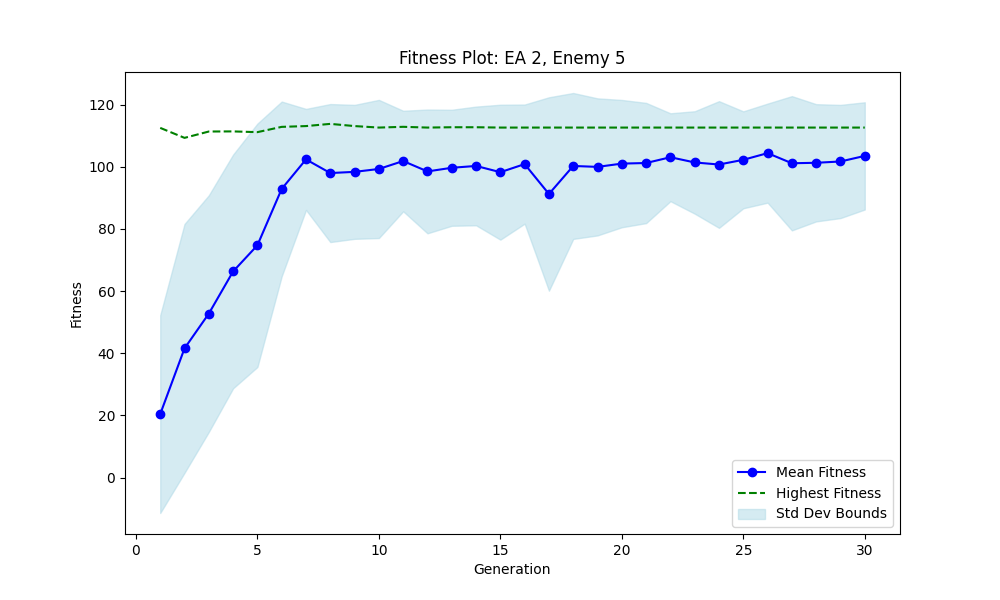 Fitness Plot: EA 2, Enemy 5
Fitness
120
100
80
60
40
20
0
0 5 10 15 20 25 30
Generation
Mean Fitness
Highest Fitness
Std Dev Bounds